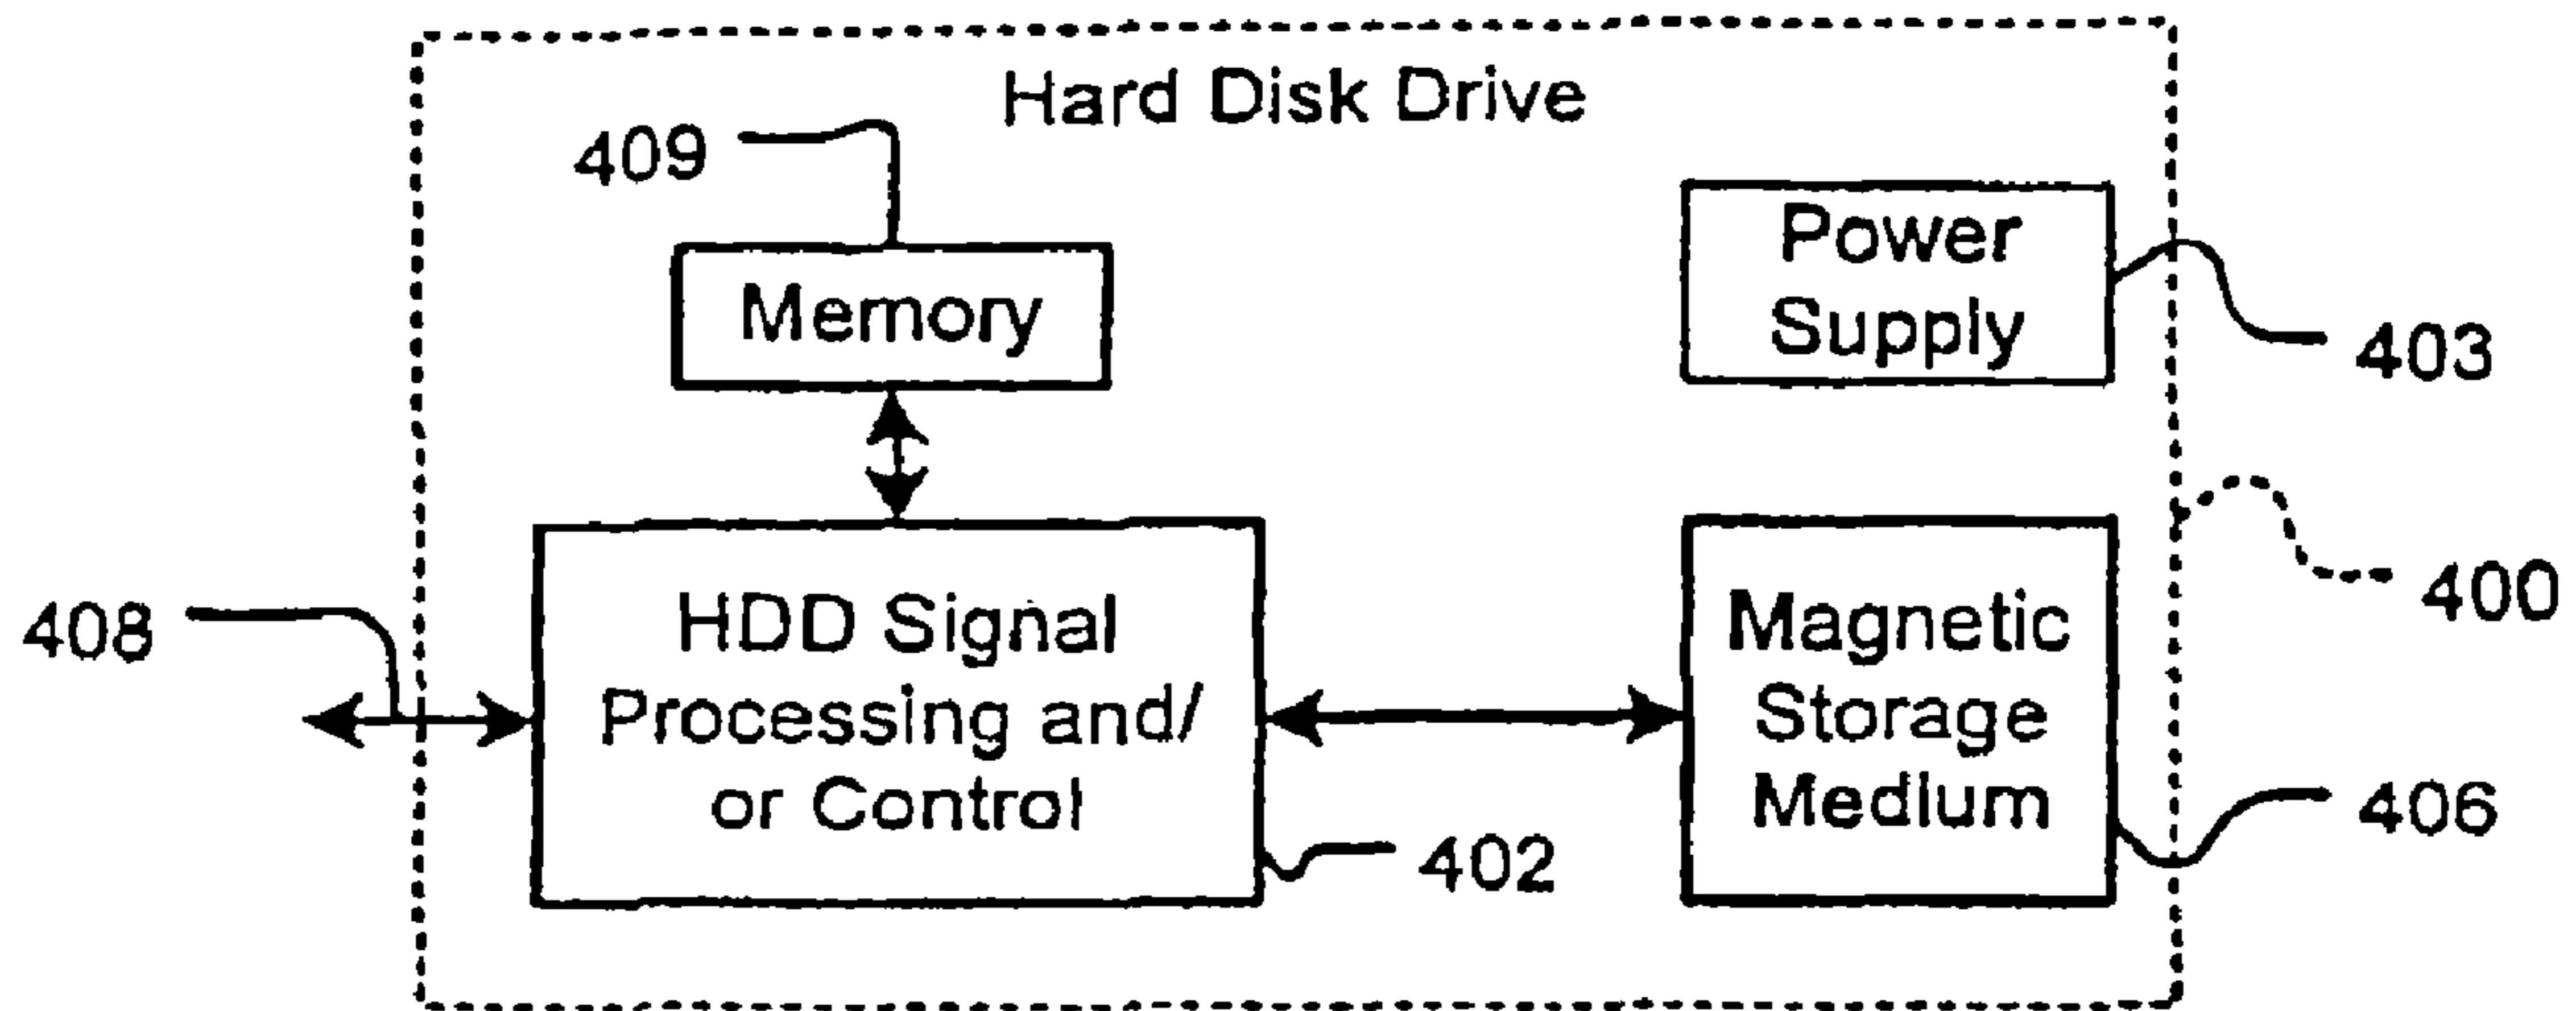 Hard Disk Drive
409
Memory
Power
Supply
403
400
408
HDD Signal
Processing and/
or Control
402
Magnetic
Storage
Medium
406